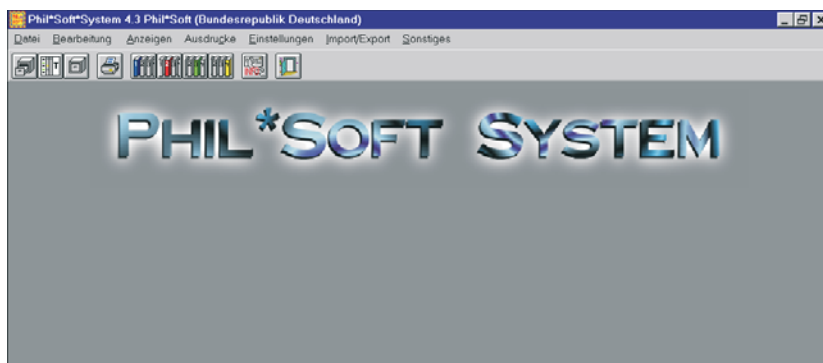 Phil*Soft*System 4.3 Phil*Soft (Bundesrepublik Deutschland)
Datei Bearbeitung Anzeigen Ausdrucke Einstellungen Import/Export Sonstiges
PHIL*SOFT SYSTEM